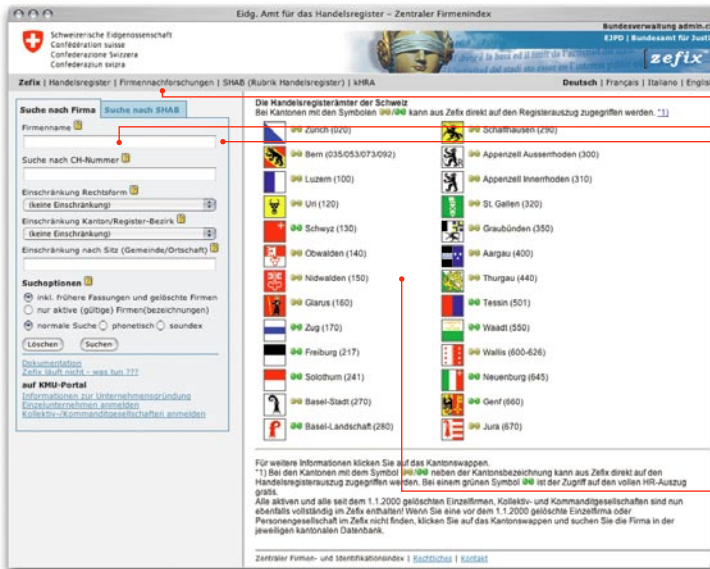 Eidg. Amt für das Handelsregister – Zentraler Firmenindex
Schweizerische Eidgenossenschaft
Confédération suisse
Confederazione Svizzera
Confederaziun svizra
Bundesverwaltung admin.c
EJPD | Bundesamt für Justi
zefix
Zefix | Handelsregister | Firmennachforschungen | SHAB (Rubrik Handelsregister) | kHRA
Deutsch | Français | Italiano | Englis
Suche nach Firma
Suche nach SHAB
Firmenname
Suche nach CH-Nummer
Einschränkung Rechtsform
(keine Einschränkung)
Einschränkung Kanton/Register-Bezirk
(keine Einschränkung)
Einschränkung nach Sitz (Gemeinde/Ortschaft)
Suchoptionen
inkl. frühere Fassungen und gelöschte Firmen
nur aktive (gültige) Firmen(bezeichnungen)
normale Suche phonetisch soundex
Löschen Suchen
Dokumentation
Zefix läuft nicht - was tun ???
auf KMU-Portal
Informationen zur Unternehmensgründung
Einzelunternehmen anmelden
Kollektiv-/Kommanditgesellschaften anmelden
Die Handelsregisterämter der Schweiz
Bei Kantonen mit den Symbolen / kann aus Zefix direkt auf den Registerauszug zugegriffen werden. *1)
Zürich (020) Schaffhausen (290)
Bern (035/053/073/092) Appenzell Ausserrhoden (300)
Luzern (100) Appenzell Innerrhoden (310)
Uri (120) St. Gallen (320)
Schwyz (130) Graubünden (350)
Obwalden (140) Aargau (400)
Nidwalden (150) Thurgau (440)
Glarus (160) Tessin (501)
Zug (170) Waadt (550)
Freiburg (217) Wallis (600-626)
Solothurn (241) Neuenburg (645)
Basel-Stadt (270) Genf (660)
Basel-Landschaft (280) Jura (670)
Für weitere Informationen klicken Sie auf das Kantonswappen.
*1) Bei den Kantonen mit dem Symbol / neben der Kantonsbezeichnung kann aus Zefix direkt auf den
Handelsregisterauszug zugegriffen werden. Bei einem grünen Symbol ist der Zugriff auf den vollen HR-Auszug
gratis.
Alle aktiven und alle seit dem 1.1.2000 gelöschten Einzelfirmen, Kollektiv- und Kommanditgesellschaften sind nun
ebenfalls vollständig im Zefix enthalten! Wenn Sie eine vor dem 1.1.2000 gelöschte Einzelfirma oder
Personengesellschaft im Zefix nicht finden, klicken Sie auf das Kantonswappen und suchen Sie die Firma in der
jeweiligen kantonalen Datenbank.
Zentraler Firmen- und Identifikationsindex | Rechtliches | Kontakt